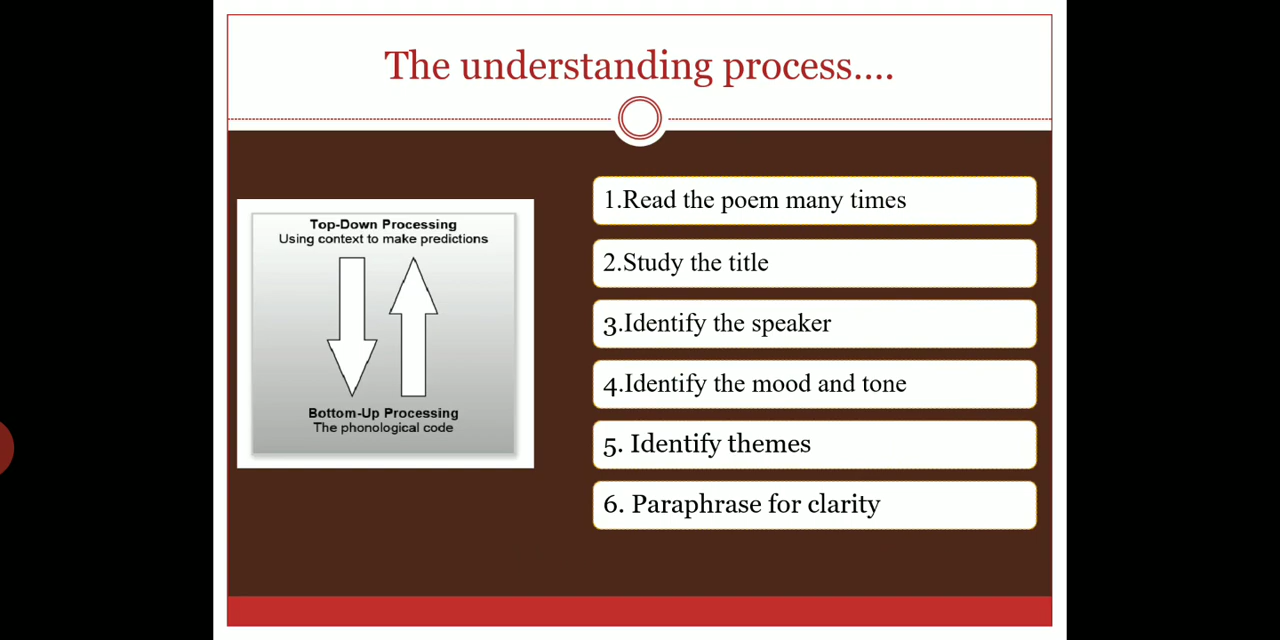 The understanding process....
Top-Down Processing
Using context to make predictions
Bottom-Up Processing
The phonological code
1.Read the poem many times
2.Study the title
3.Identify the speaker
4.Identify the mood and tone
5. Identify themes
6. Paraphrase for clarity